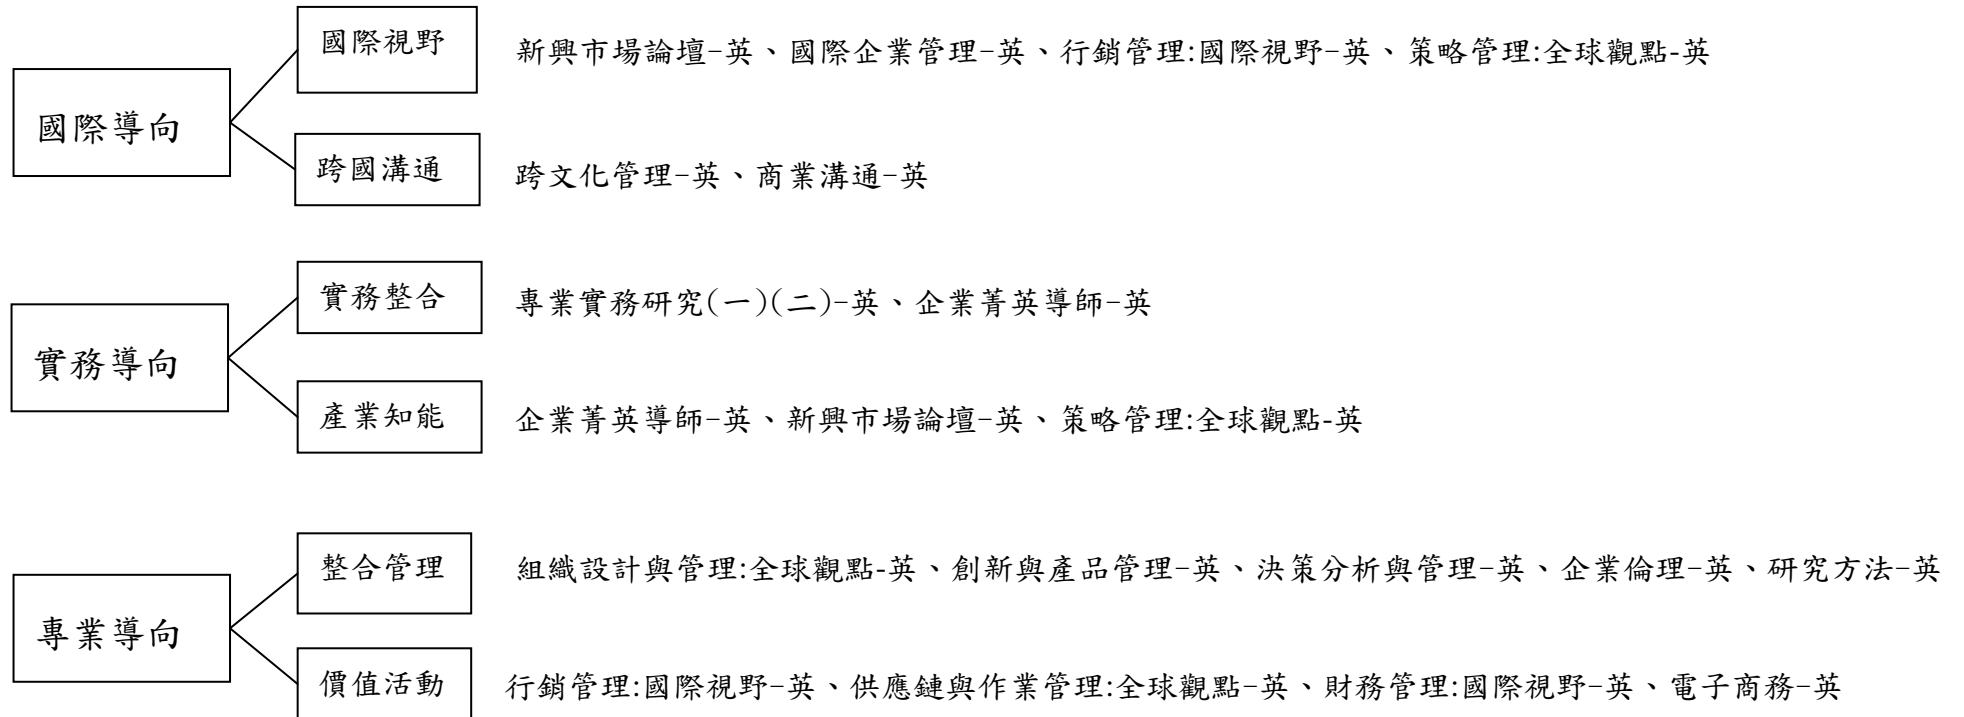 國際導向
國際視野 新興市場論壇-英、國際企業管理-英、行銷管理:國際視野-英、策略管理:全球觀點-英
跨國溝通 跨文化管理-英、商業溝通-英
實務導向
實務整合 專業實務研究(一)(二)-英、企業菁英導師-英
產業知能 企業菁英導師-英、新興市場論壇-英、策略管理:全球觀點-英
專業導向
整合管理 組織設計與管理:全球觀點-英、創新與產品管理-英、決策分析與管理-英、企業倫理-英、研究方法-英
價值活動 行銷管理:國際視野-英、供應鏈與作業管理:全球觀點-英、財務管理:國際視野-英、電子商務-英